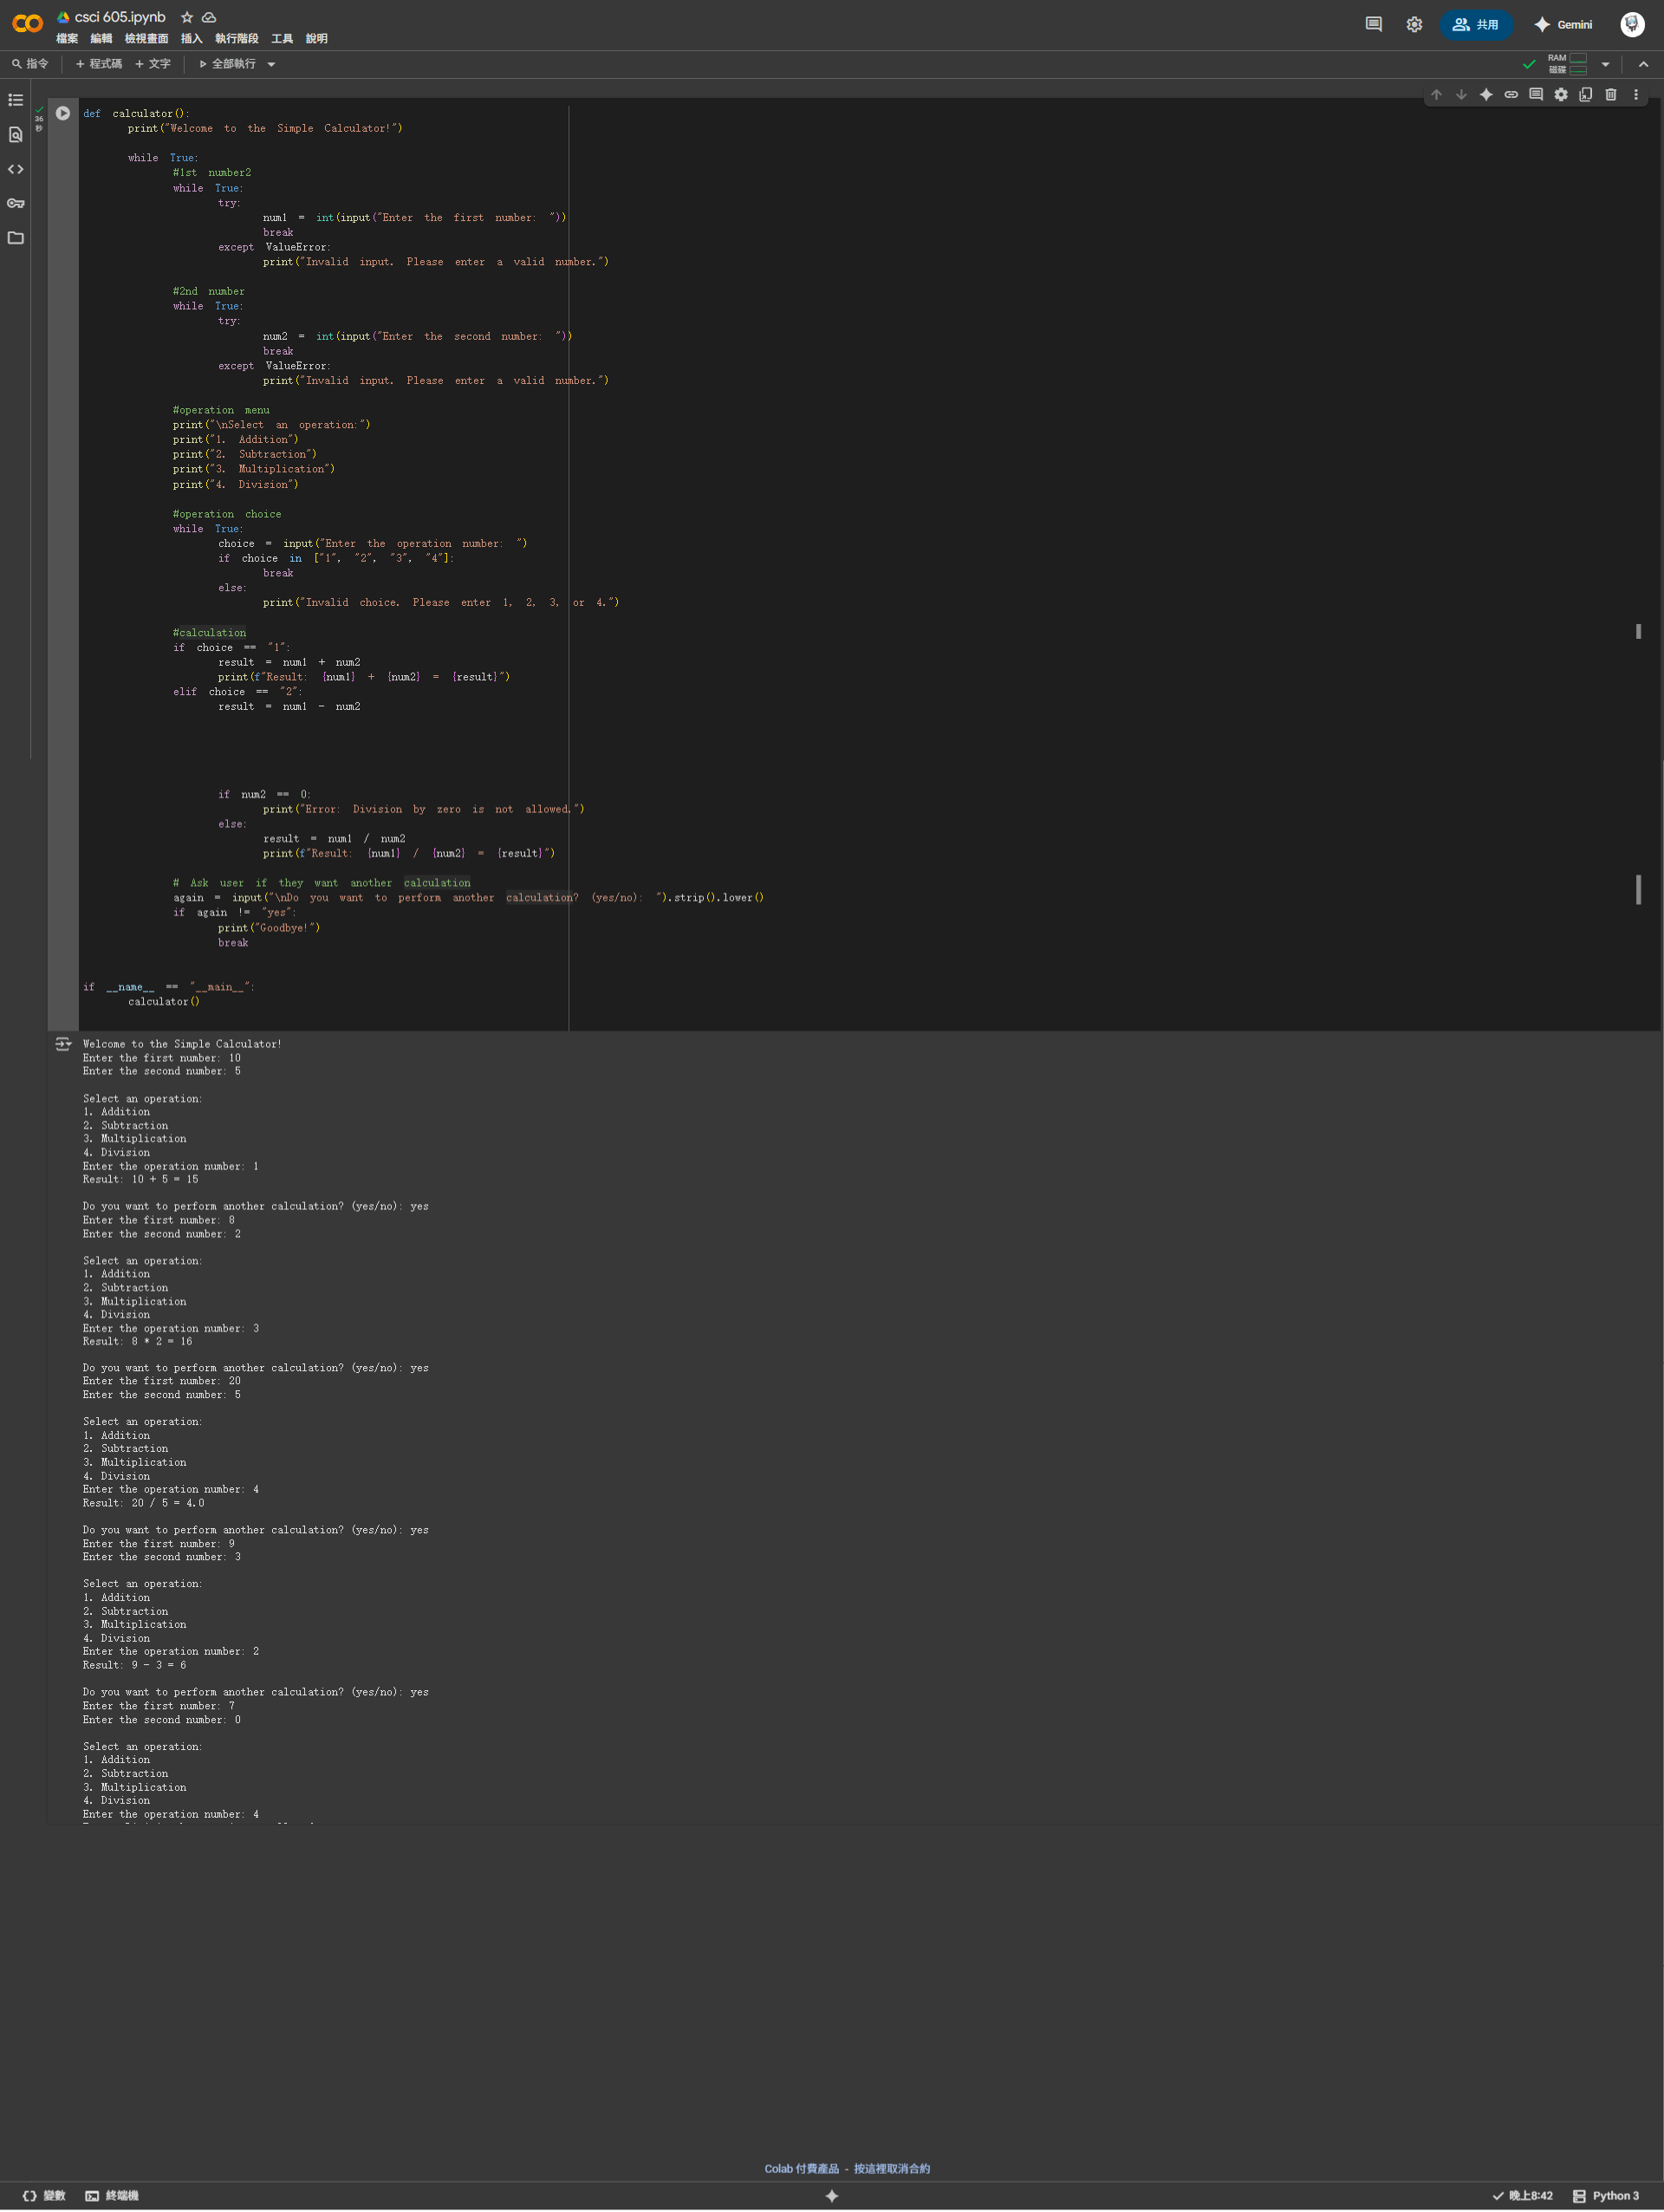 csci 605.ipynb
檔案 編輯 檢視畫面 插入 執行階段 工具 說明
共用
Gemini
指令 + 程式碼 + 文字 全部執行
RAM
磁碟
36
秒
def calculator():
print("Welcome to the Simple Calculator!")
while True:
#1st number2
while True:
try:
num1 = int(input("Enter the first number: "))
break
except ValueError:
print("Invalid input. Please enter a valid number.")
#2nd number
while True:
try:
num2 = int(input("Enter the second number: "))
break
except ValueError:
print("Invalid input. Please enter a valid number.")
#operation menu
print("\nSelect an operation:")
print("1. Addition")
print("2. Subtraction")
print("3. Multiplication")
print("4. Division")
#operation choice
while True:
choice = input("Enter the operation number: ")
if choice in ["1", "2", "3", "4"]:
break
else:
print("Invalid choice. Please enter 1, 2, 3, or 4.")
#calculation
if choice == "1":
result = num1 + num2
print(f"Result: {num1} + {num2} = {result}")
elif choice == "2":
result = num1 - num2
if num2 == 0:
print("Error: Division by zero is not allowed.")
else:
result = num1 / num2
print(f"Result: {num1} / {num2} = {result}")
# Ask user if they want another calculation
again = input("\nDo you want to perform another calculation? (yes/no): ").strip().lower()
if again != "yes":
print("Goodbye!")
break
if __name__ == "__main__":
calculator()
Welcome to the Simple Calculator!
Enter the first number: 10
Enter the second number: 5
Select an operation:
1. Addition
2. Subtraction
3. Multiplication
4. Division
Enter the operation number: 1
Result: 10 + 5 = 15
Do you want to perform another calculation? (yes/no): yes
Enter the first number: 8
Enter the second number: 2
Select an operation:
1. Addition
2. Subtraction
3. Multiplication
4. Division
Enter the operation number: 3
Result: 8 * 2 = 16
Do you want to perform another calculation? (yes/no): yes
Enter the first number: 20
Enter the second number: 5
Select an operation:
1. Addition
2. Subtraction
3. Multiplication
4. Division
Enter the operation number: 4
Result: 20 / 5 = 4.0
Do you want to perform another calculation? (yes/no): yes
Enter the first number: 9
Enter the second number: 3
Select an operation:
1. Addition
2. Subtraction
3. Multiplication
4. Division
Enter the operation number: 2
Result: 9 - 3 = 6
Do you want to perform another calculation? (yes/no): yes
Enter the first number: 7
Enter the second number: 0
Select an operation:
1. Addition
2. Subtraction
3. Multiplication
4. Division
Enter the operation number: 4
Colab 付費產品 - 按這裡取消合約
變數 終端機 晚上8:42 Python 3